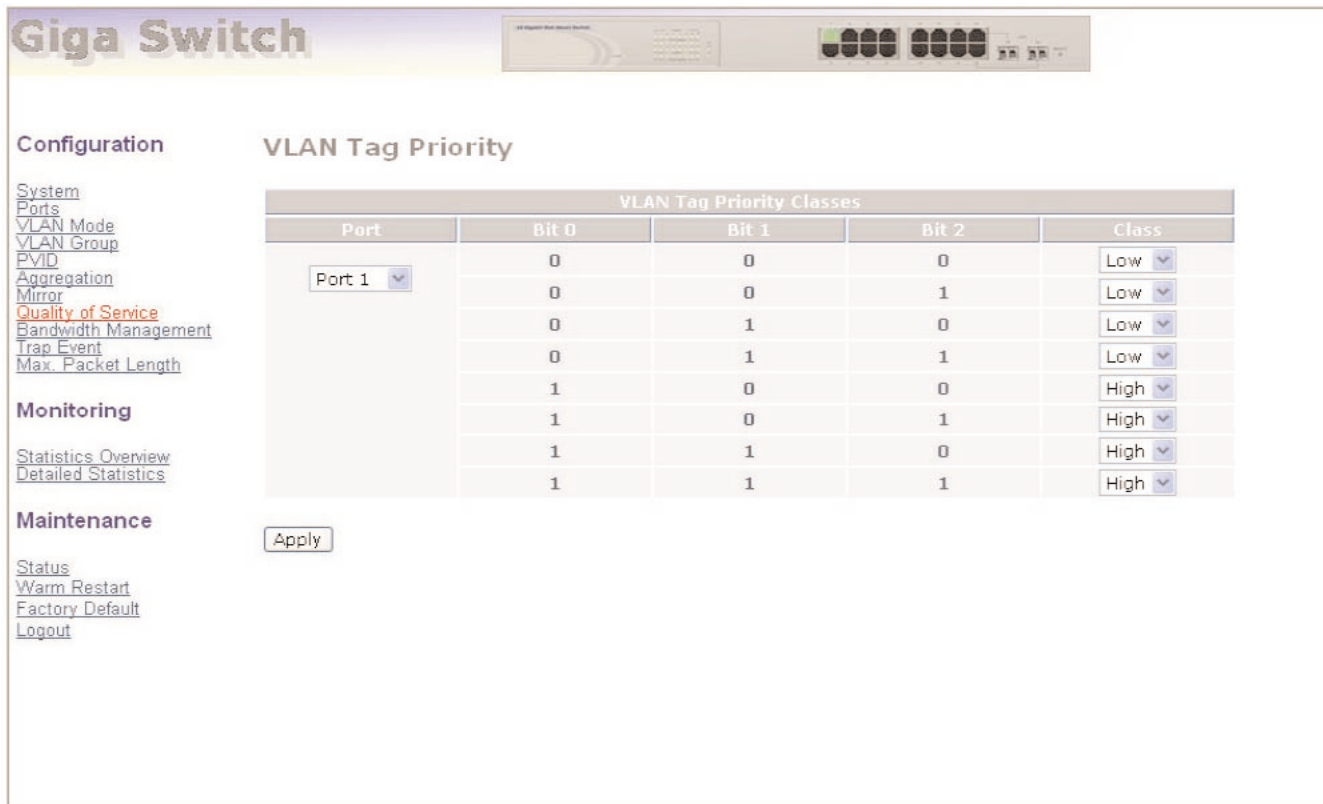 Giga Switch
Configuration
System
Ports
VLAN Mode
VLAN Group
PVID
Aggregation
Mirror
Quality of Service
Bandwidth Management
Trap Event
Max. Packet Length
Monitoring
Statistics Overview
Detailed Statistics
Maintenance
Status
Warm Restart
Factory Default
Logout
VLAN Tag Priority
VLAN Tag Priority Classes
Port Bit 0 Bit 1 Bit 2 Class
Port 1 0 0 0 Low
0 0 1 Low
0 1 0 Low
0 1 1 Low
1 0 0 High
1 0 1 High
1 1 0 High
1 1 1 High
Apply